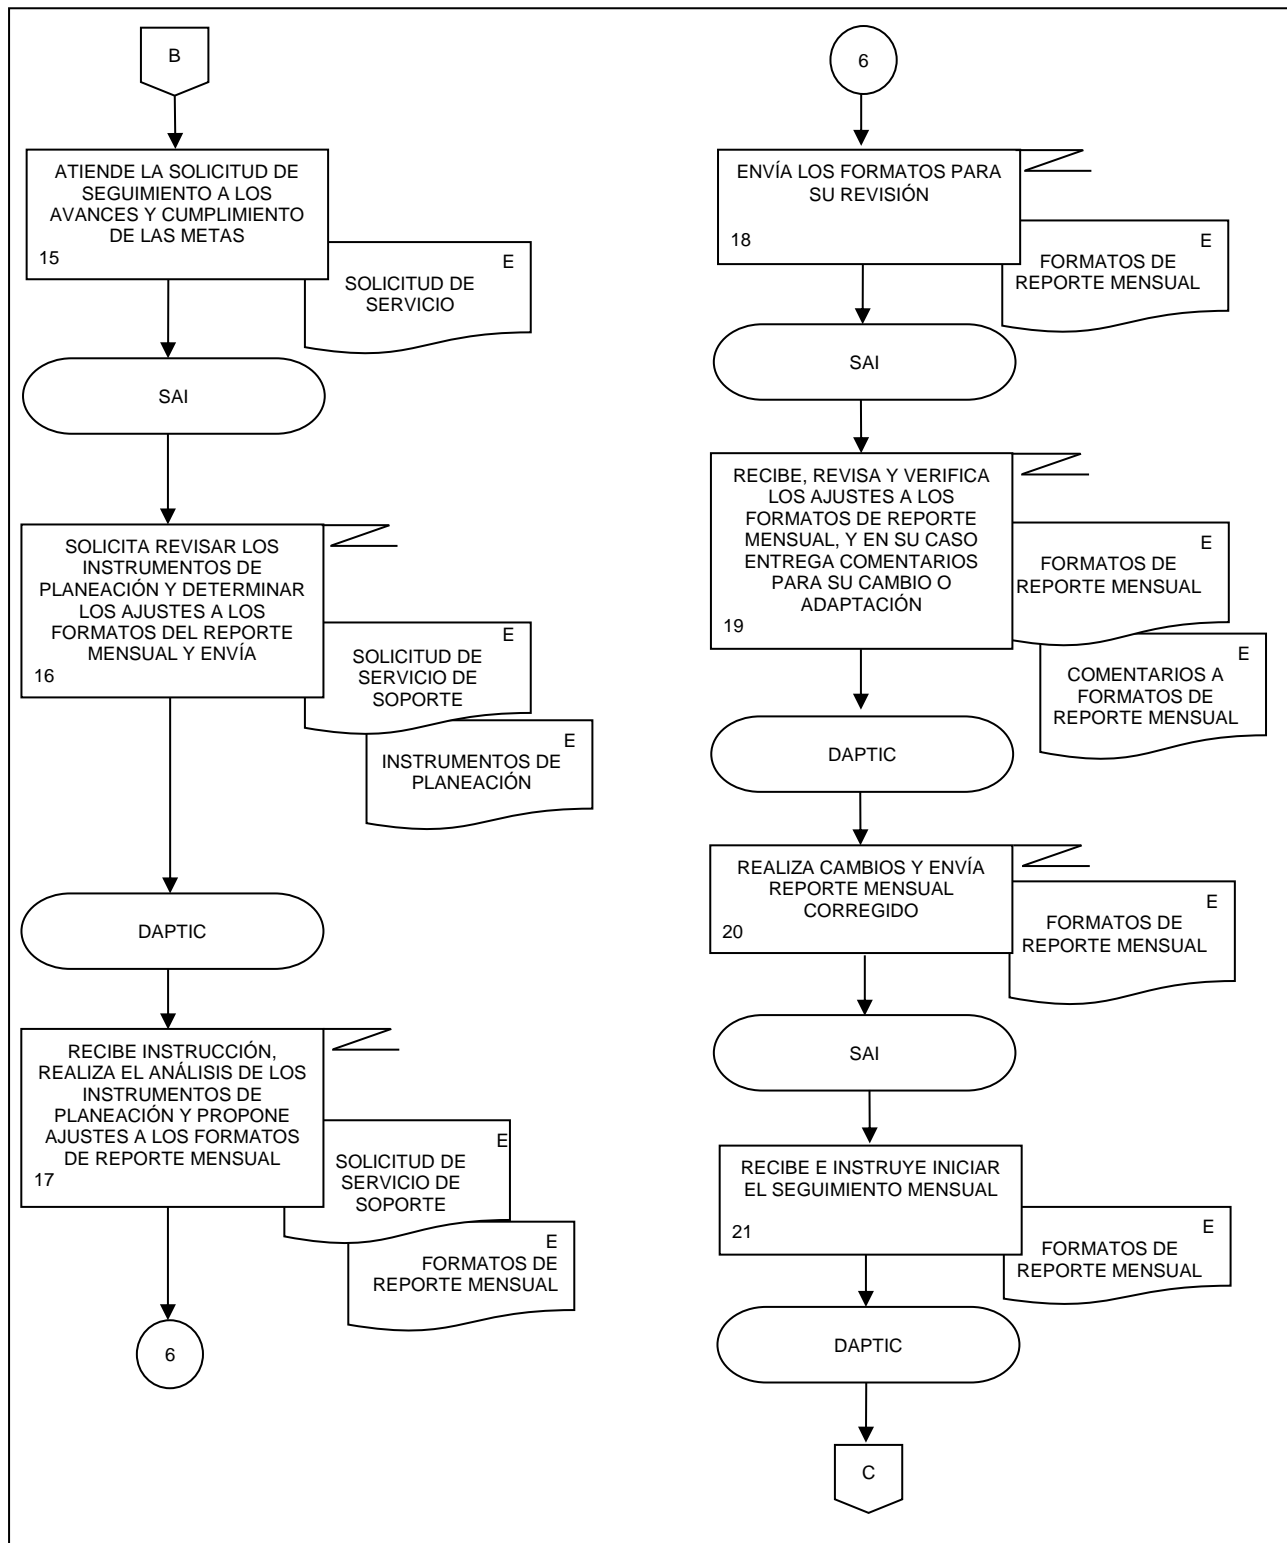 B
ATIENDE LA SOLICITUD DE
SEGUIMIENTO A LOS
AVANCES Y CUMPLIMIENTO
DE LAS METAS
15
E
SOLICITUD DE
SERVICIO
SAI
SOLICITA REVISAR LOS
INSTRUMENTOS DE
PLANEACIÓN Y DETERMINAR
LOS AJUSTES A LOS
FORMATOS DEL REPORTE
MENSUAL Y ENVÍA
16
E
SOLICITUD DE
SERVICIO DE
SOPORTE
E
INSTRUMENTOS DE
PLANEACIÓN
DAPTIC
RECIBE INSTRUCCIÓN,
REALIZA EL ANÁLISIS DE LOS
INSTRUMENTOS DE
PLANEACIÓN Y PROPONE
AJUSTES A LOS FORMATOS
DE REPORTE MENSUAL
17
E
SOLICITUD DE
SERVICIO DE
SOPORTE
E
FORMATOS DE
REPORTE MENSUAL
6
6
ENVÍA LOS FORMATOS PARA
SU REVISIÓN
18
E
FORMATOS DE
REPORTE MENSUAL
SAI
RECIBE, REVISA Y VERIFICA
LOS AJUSTES A LOS
FORMATOS DE REPORTE
MENSUAL, Y EN SU CASO
ENTREGA COMENTARIOS
PARA SU CAMBIO O
ADAPTACIÓN
19
E
FORMATOS DE
REPORTE MENSUAL
E
COMENTARIOS A
FORMATOS DE
REPORTE MENSUAL
DAPTIC
REALIZA CAMBIOS Y ENVÍA
REPORTE MENSUAL
CORREGIDO
20
E
FORMATOS DE
REPORTE MENSUAL
SAI
RECIBE E INSTRUYE INICIAR
EL SEGUIMIENTO MENSUAL
21
E
FORMATOS DE
REPORTE MENSUAL
DAPTIC
C